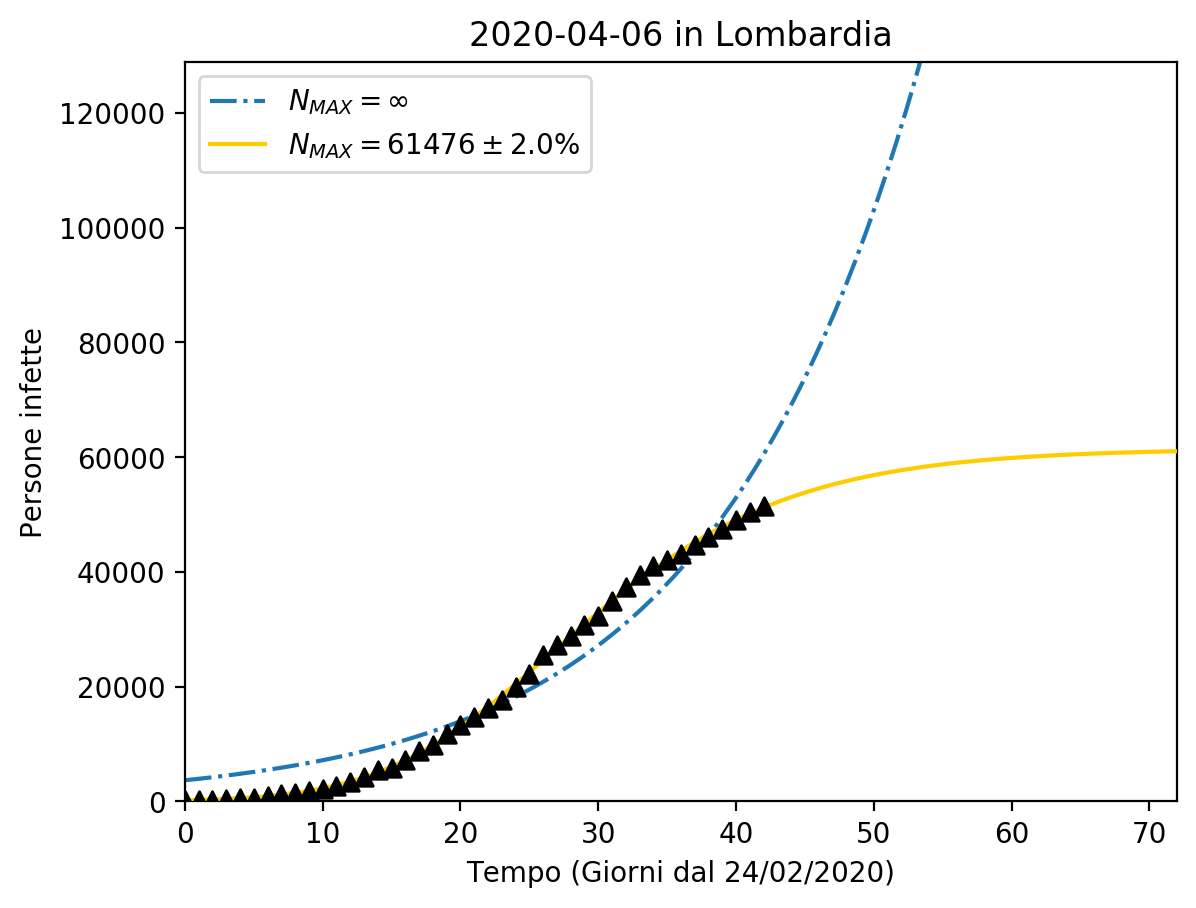 2020-04-06 in Lombardia
N_MAX = ∞
N_MAX = 61476 ± 2.0%
120000
100000
80000
60000
40000
20000
0
Persone infette
0 10 20 30 40 50 60 70
Tempo (Giorni dal 24/02/2020)